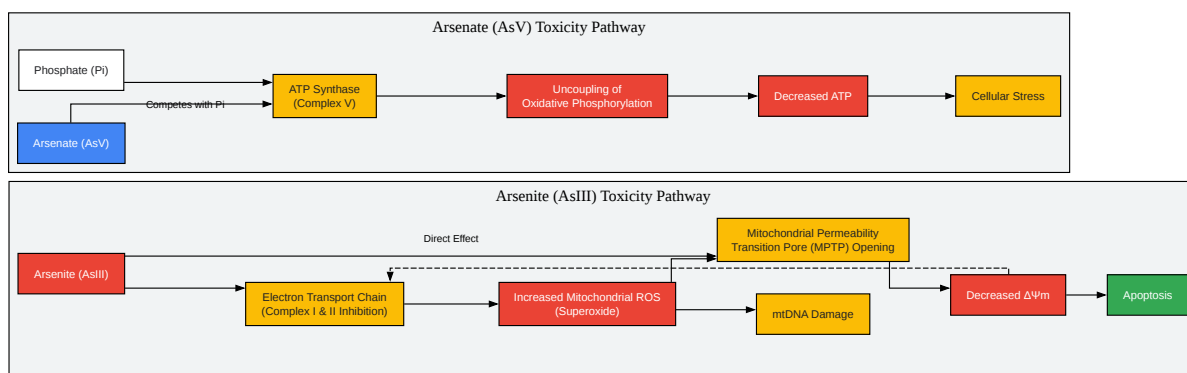 Arsenate (AsV) Toxicity Pathway
Phosphate (Pi)
ATP Synthase
(Complex V)
Uncoupling of
Oxidative Phosphorylation
Decreased ATP
Cellular Stress
Competes with Pi
Arsenate (AsV)
Arsenite (AsIII) Toxicity Pathway
Direct Effect
Mitochondrial Permeability
Transition Pore (MPTP) Opening
Arsenite (AsIII)
Electron Transport Chain
(Complex I & II Inhibition)
Increased Mitochondrial ROS
(Superoxide)
mtDNA Damage
Decreased ΔΨm
Apoptosis